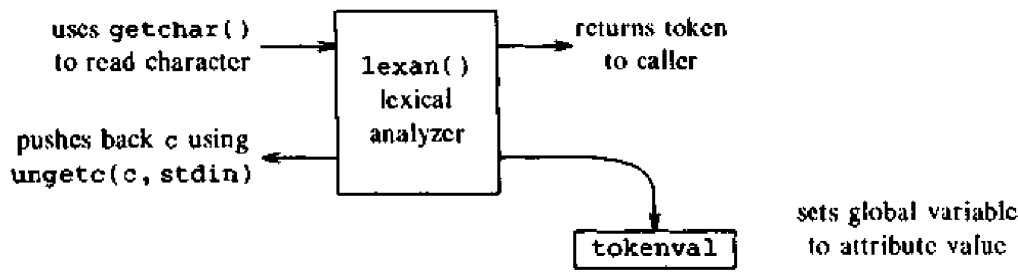 uses getchar()
to read character
lexan()
lexical
analyzer
returns token
to caller
pushes back c using
ungetc(c, stdin)
tokenval
sets global variable
to attribute value